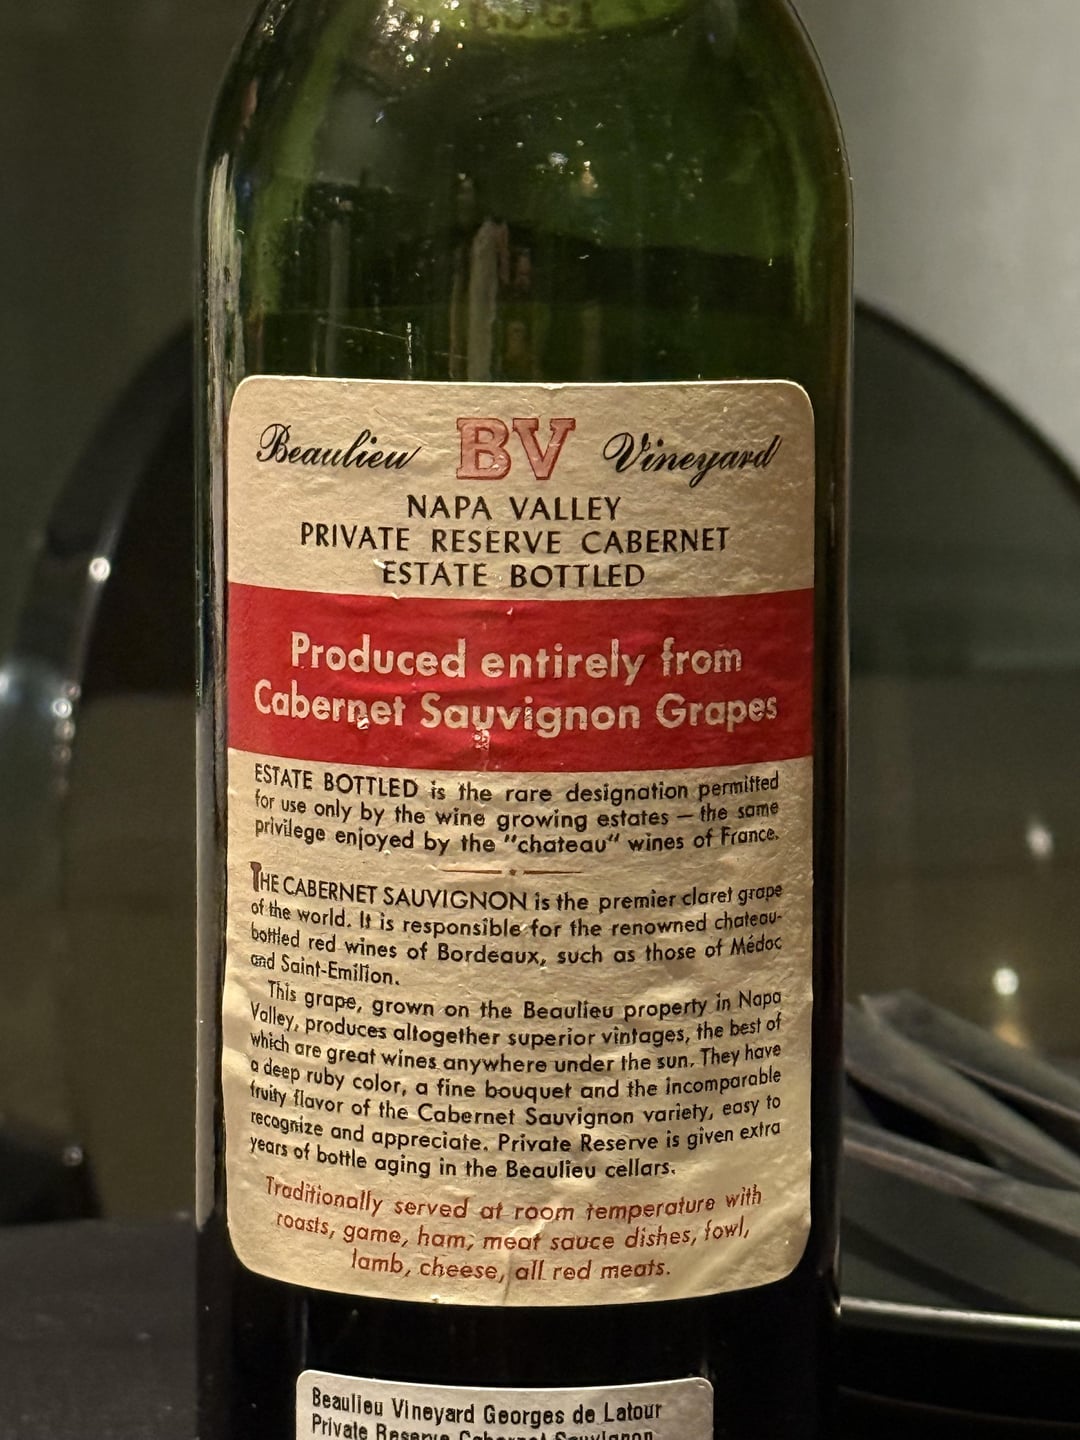 Beaulieu BV Vineyard
NAPA VALLEY
PRIVATE RESERVE CABERNET
ESTATE BOTTLED
Produced entirely from
Cabernet Sauvignon Grapes
ESTATE BOTTLED is the rare designation permitted
for use only by the wine growing estates — the same
privilege enjoyed by the "chateau" wines of France.
THE CABERNET SAUVIGNON is the premier claret grape
of the world. It is responsible for the renowned chateau-
bottled red wines of Bordeaux, such as those of Médoc
and Saint-Emilion.
This grape, grown on the Beaulieu property in Napa
Valley, produces altogether superior vintages, the best of
which are great wines anywhere under the sun. They have
a deep ruby color, a fine bouquet and the incomparable
fruity flavor of the Cabernet Sauvignon variety, easy to
recognize and appreciate. Private Reserve is given extra
years of bottle aging in the Beaulieu cellars.
Traditionally served at room temperature with
roasts, game, ham, meat sauce dishes, fowl,
lamb, cheese, all red meats.
Beaulieu Vineyard Georges de Latour
Private Reserve Cabernet Sauvignon